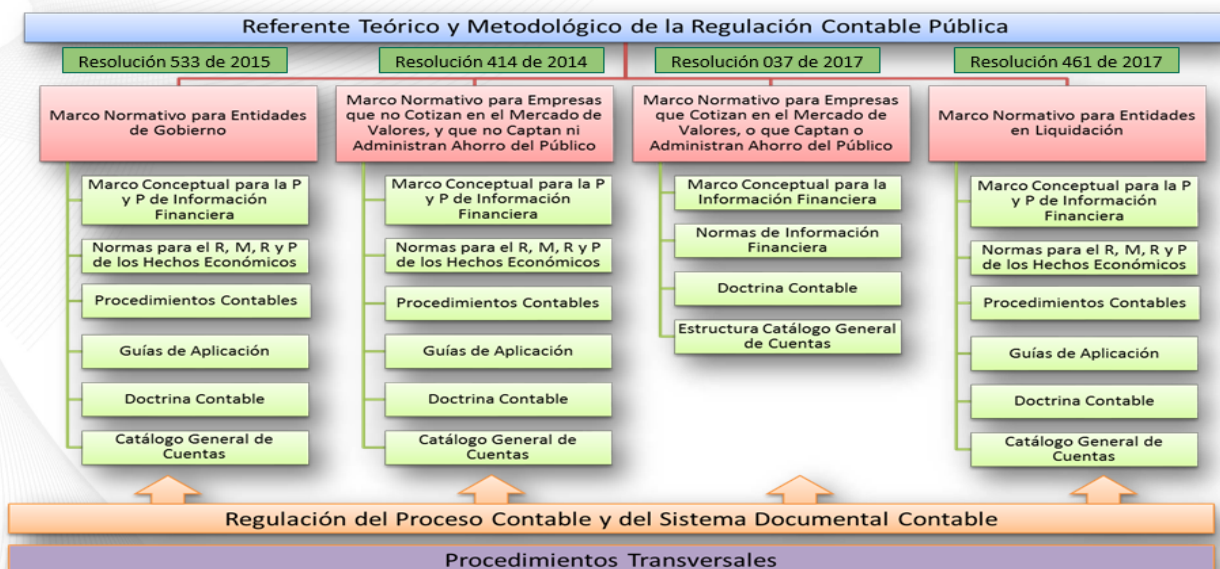 Referente Teórico y Metodológico de la Regulación Contable Pública
Resolución 533 de 2015
Marco Normativo para Entidades
de Gobierno
Marco Conceptual para la P
y P de Información
Financiera
Normas para el R, M, R y P
de los Hechos Económicos
Procedimientos Contables
Guías de Aplicación
Doctrina Contable
Catálogo General de
Cuentas
Resolución 414 de 2014
Marco Normativo para Empresas
que no Cotizan en el Mercado de
Valores, y que no Captan ni
Administran Ahorro del Público
Marco Conceptual para la P
y P de Información
Financiera
Normas para el R, M, R y P
de los Hechos Económicos
Procedimientos Contables
Guías de Aplicación
Doctrina Contable
Catálogo General de
Cuentas
Resolución 037 de 2017
Marco Normativo para Empresas
que Cotizan en el Mercado de
Valores, o que Captan o
Administran Ahorro del Público
Marco Conceptual para la
Información Financiera
Normas de Información
Financiera
Doctrina Contable
Estructura Catálogo General
de Cuentas
Resolución 461 de 2017
Marco Normativo para Entidades
en Liquidación
Marco Conceptual para la P
y P de Información
Financiera
Normas para el R, M, R y P
de los Hechos Económicos
Procedimientos Contables
Guías de Aplicación
Doctrina Contable
Catálogo General de
Cuentas
Regulación del Proceso Contable y del Sistema Documental Contable
Procedimientos Transversales